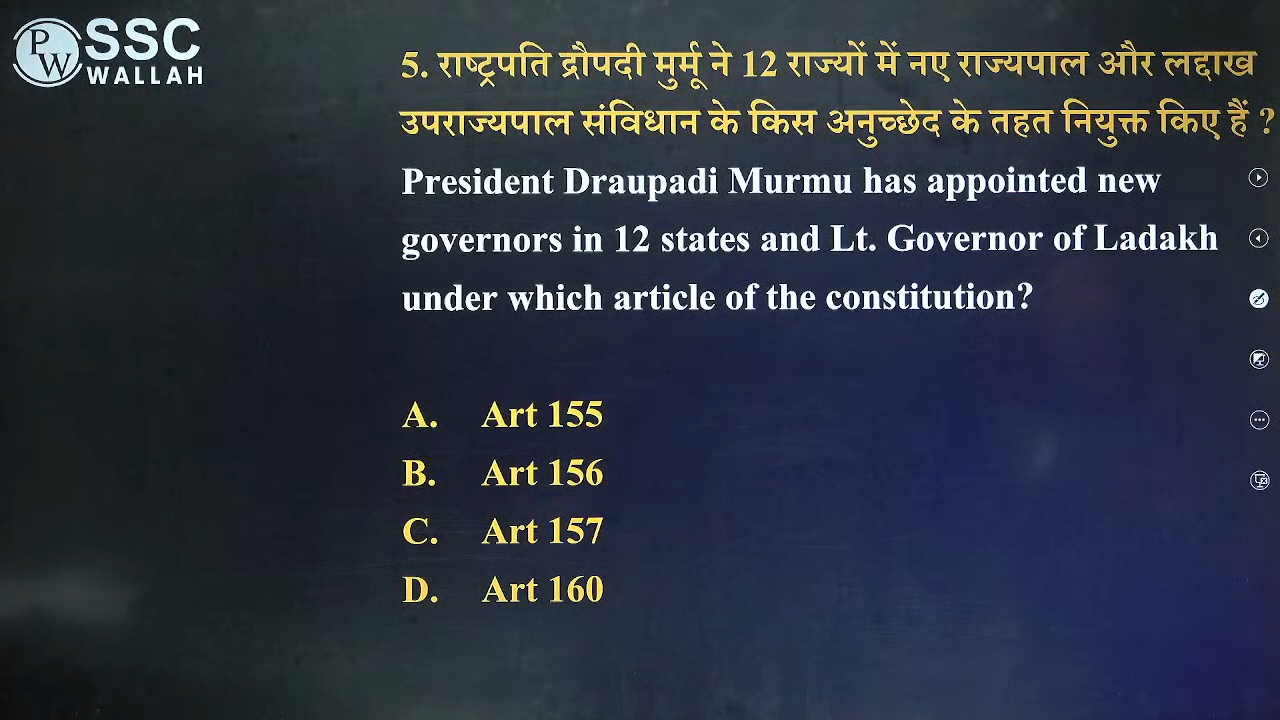 PW SSC
WALLAH
5. राष्ट्रपति द्रौपदी मुर्मू ने 12 राज्यों में नए राज्यपाल और लद्दाख
उपराज्यपाल संविधान के किस अनुच्छेद के तहत नियुक्त किए हैं ?
President Draupadi Murmu has appointed new
governors in 12 states and Lt. Governor of Ladakh
under which article of the constitution?
A. Art 155
B. Art 156
C. Art 157
D. Art 160